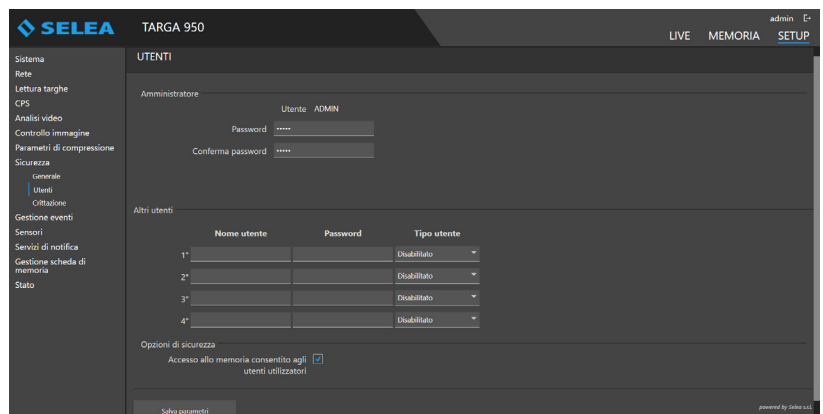 admin
SELEA
TARGA 950
LIVE MEMORIA SETUP
Sistema
Rete
Lettura targhe
CPS
Analisi video
Controllo immagine
Parametri di compressione
Sicurezza
Generale
Utenti
Crittazione
Gestione eventi
Sensori
Servizi di notifica
Gestione scheda di
memoria
Stato
UTENTI
Amministratore
Utente ADMIN
Password •••••
Conferma password •••••
Altri utenti
Nome utente Password Tipo utente
1° Disabilitato
2° Disabilitato
3° Disabilitato
4° Disabilitato
Opzioni di sicurezza
Accesso allo memoria consentito agli
utenti utilizzatori
Salva parametri
powered by Selea s.r.l.